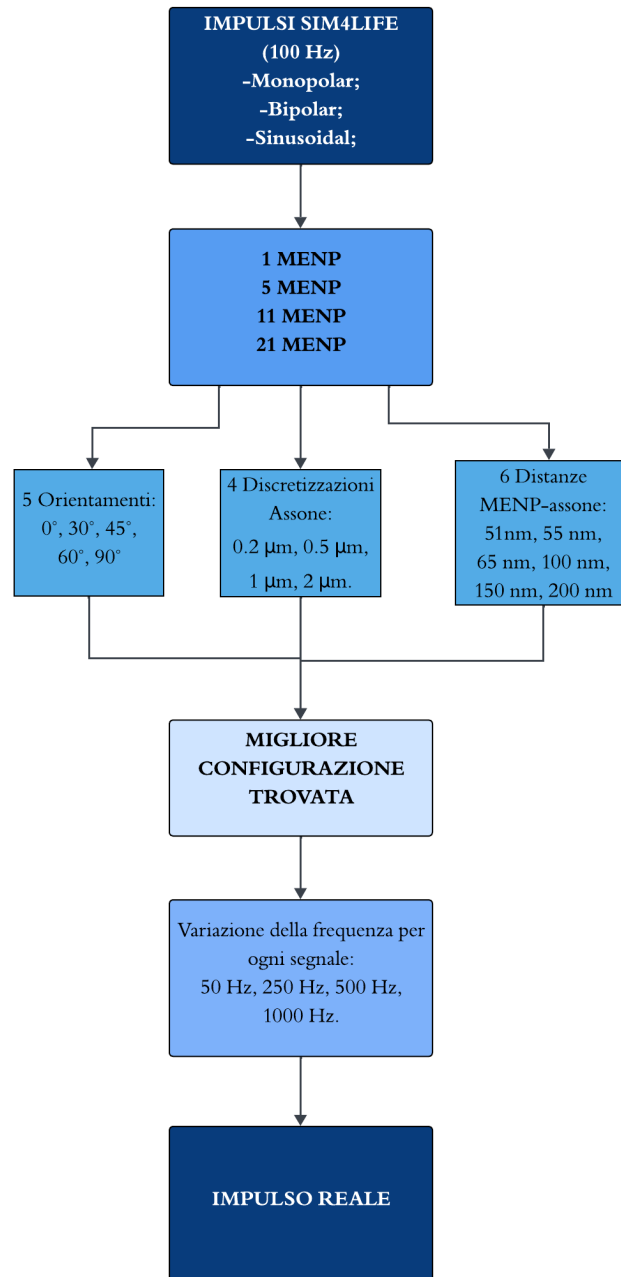 IMPULSI SIM4LIFE
(100 Hz)
-Monopolar;
-Bipolar;
-Sinusoidal;
1 MENP
5 MENP
11 MENP
21 MENP
5 Orientamenti:
0°, 30°, 45°,
60°, 90°
4 Discretizzazioni
Assone:
0.2 μm, 0.5 μm,
1 μm, 2 μm.
6 Distanze
MENP-assone:
51nm, 55 nm,
65 nm, 100 nm,
150 nm, 200 nm
MIGLIORE
CONFIGURAZIONE
TROVATA
Variazione della frequenza per
ogni segnale:
50 Hz, 250 Hz, 500 Hz,
1000 Hz.
IMPULSO REALE